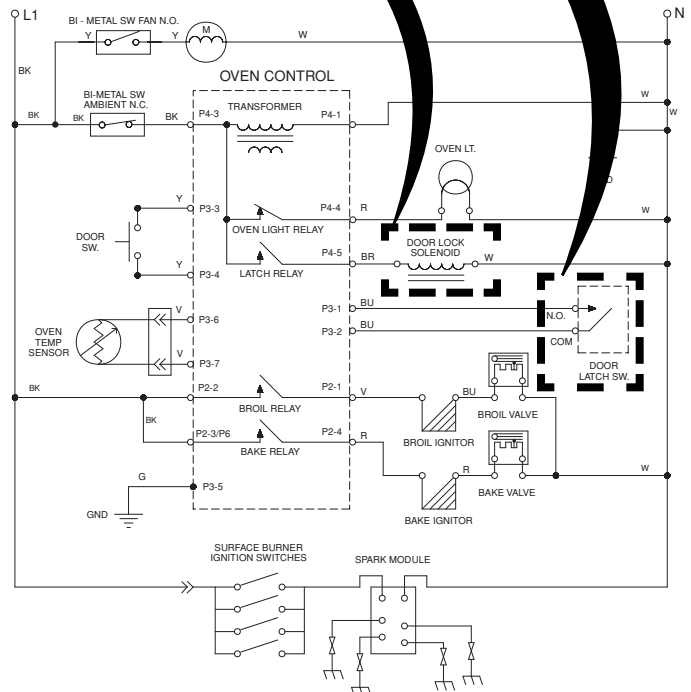 L1
N
BI - METAL SW FAN N.O.
Y
Y
M
W
BK
OVEN CONTROL
BI-METAL SW
AMBIENT N.C.
BK
BK
BK
P4-3
TRANSFORMER
P4-1
W
W
OVEN LT.
Y
P3-3
P4-4
R
W
OVEN LIGHT RELAY
DOOR
SW.
DOOR LOCK
SOLENOID
P4-5
BR
W
LATCH RELAY
Y
P3-4
P3-1
BU
N.O.
V
P3-6
P3-2
BU
COM
OVEN
TEMP
SENSOR
V
P3-7
DOOR
LATCH SW.
BK
P2-2
P2-1
V
BU
BROIL RELAY
BROIL VALVE
BK
BROIL IGNITOR
P2-3/P6
P2-4
R
BAKE RELAY
R
W
G
P3-5
BAKE VALVE
GND
BAKE IGNITOR
SURFACE BURNER
IGNITION SWITCHES
SPARK MODULE